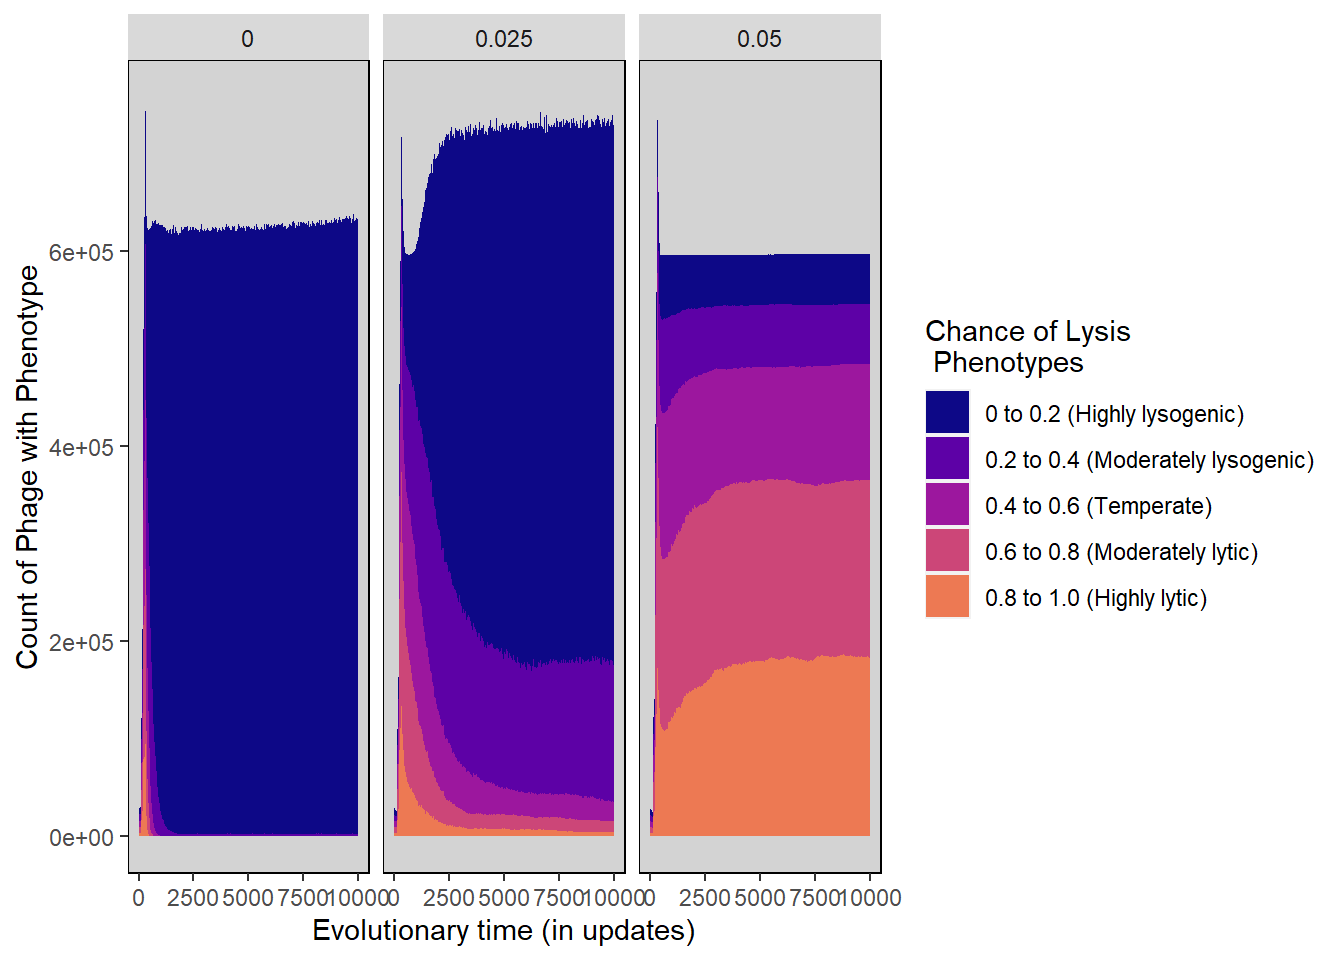 0
0.025
0.05
Count of Phage with Phenotype
6e+05
4e+05
2e+05
0e+00
0 2500 5000 7500 10000
0 2500 5000 7500 10000
0 2500 5000 7500 10000
Evolutionary time (in updates)
Chance of Lysis
Phenotypes
0 to 0.2 (Highly lysogenic)
0.2 to 0.4 (Moderately lysogenic)
0.4 to 0.6 (Temperate)
0.6 to 0.8 (Moderately lytic)
0.8 to 1.0 (Highly lytic)